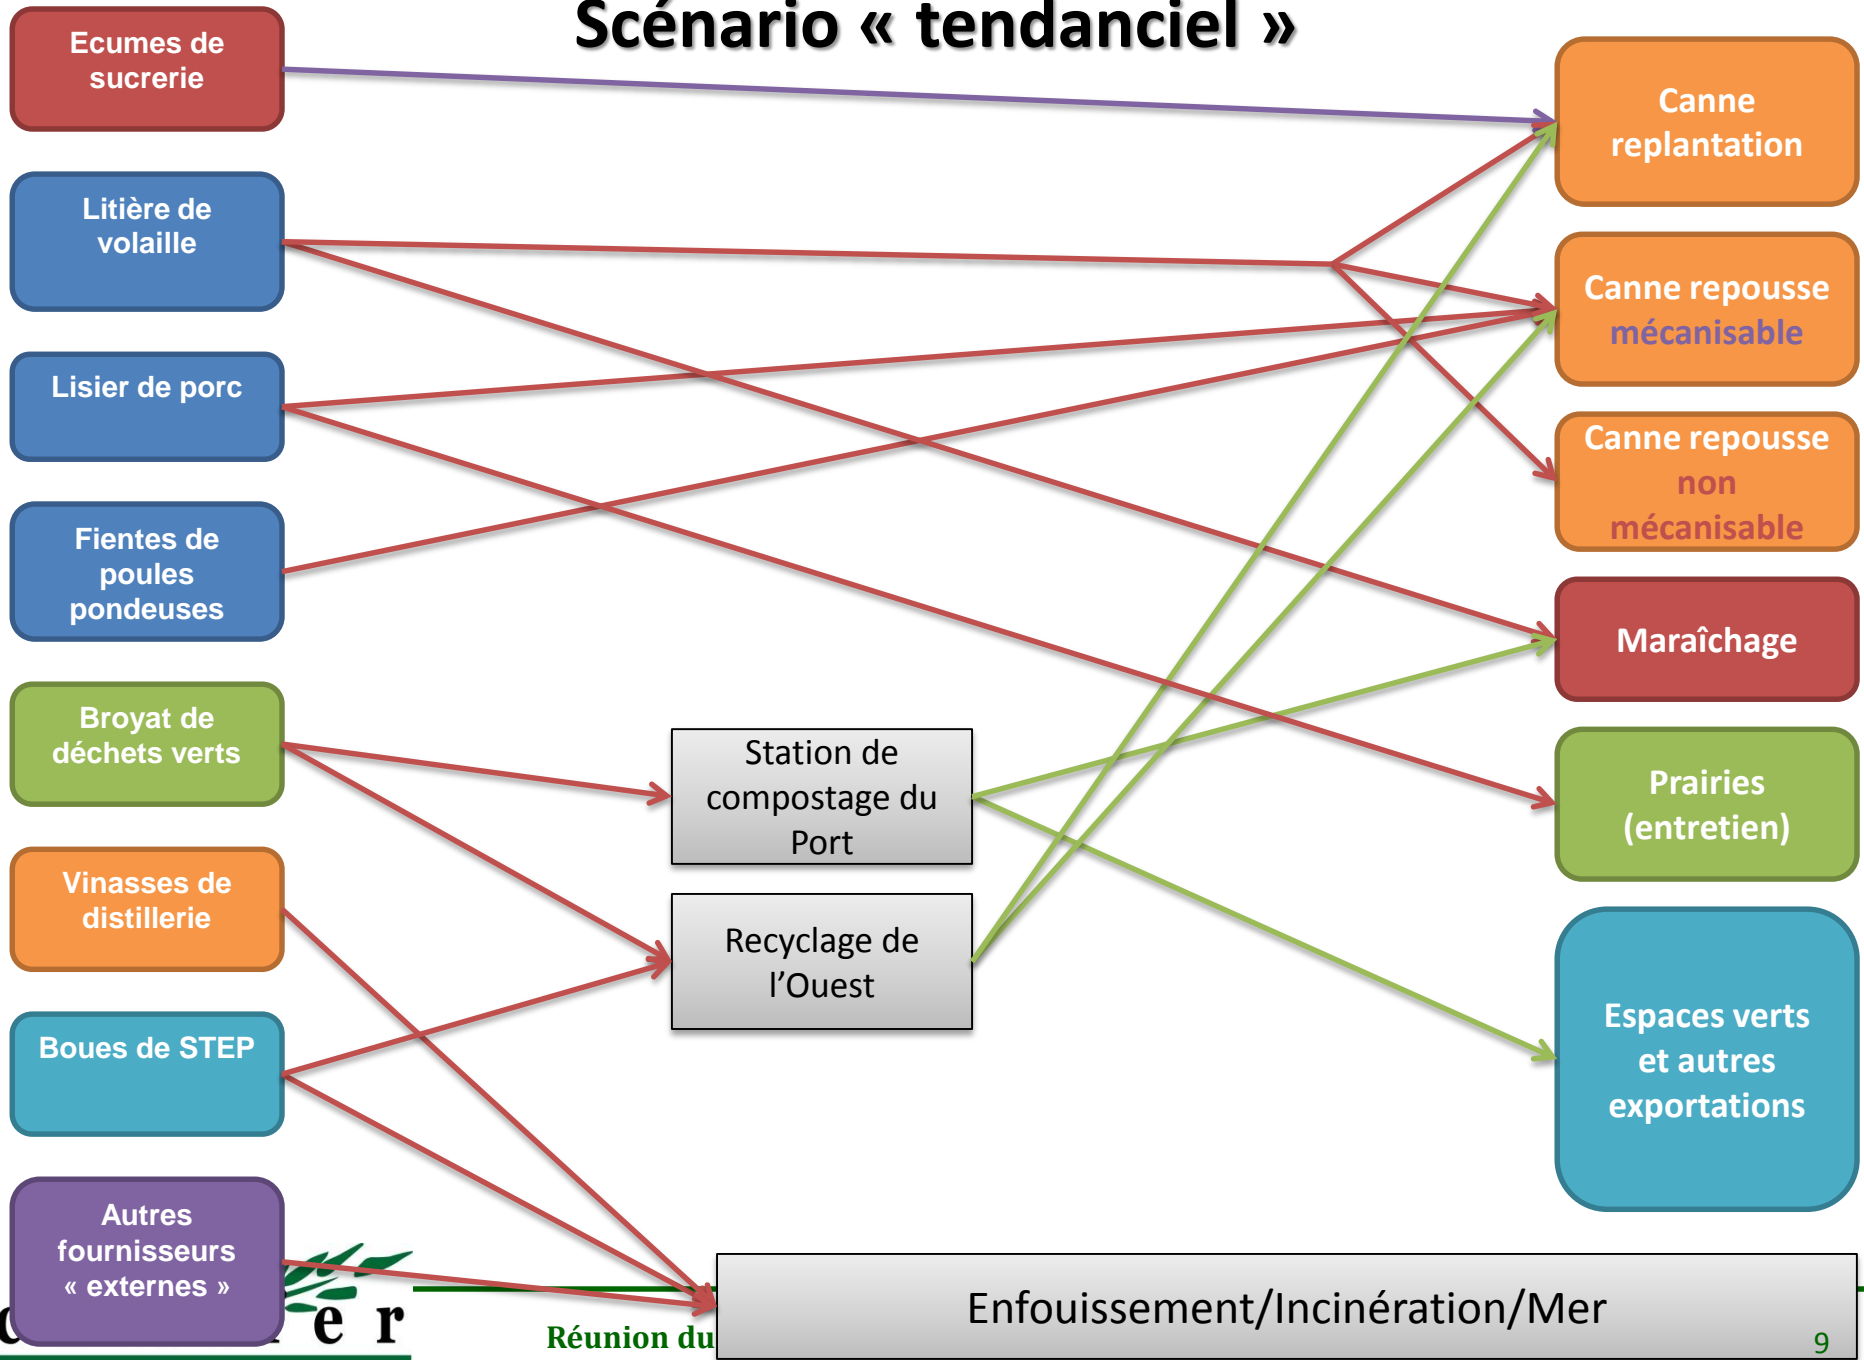 Scénario « tendanciel »
Ecumes de
sucrerie
Litière de
volaille
Lisier de porc
Fientes de
poules
pondeuses
Broyat de
déchets verts
Vinasses de
distillerie
Boues de STEP
Autres
fournisseurs
« externes »
Station de
compostage du
Port
Recyclage de
l’Ouest
Canne
replantation
Canne repousse
mécanisable
Canne repousse
non
mécanisable
Maraîchage
Prairies
(entretien)
Espaces verts
et autres
exportations
Enfouissement/Incinération/Mer
Réunion du
9